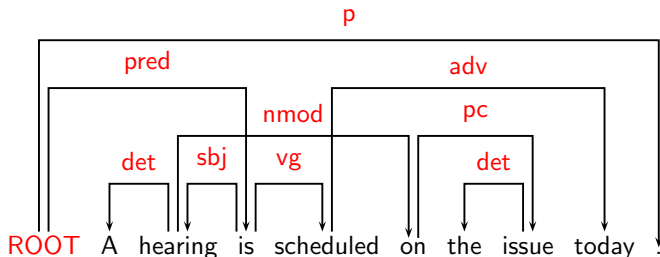 p
pred adv
nmod pc
det sbj vg det
ROOT A hearing is scheduled on the issue today .